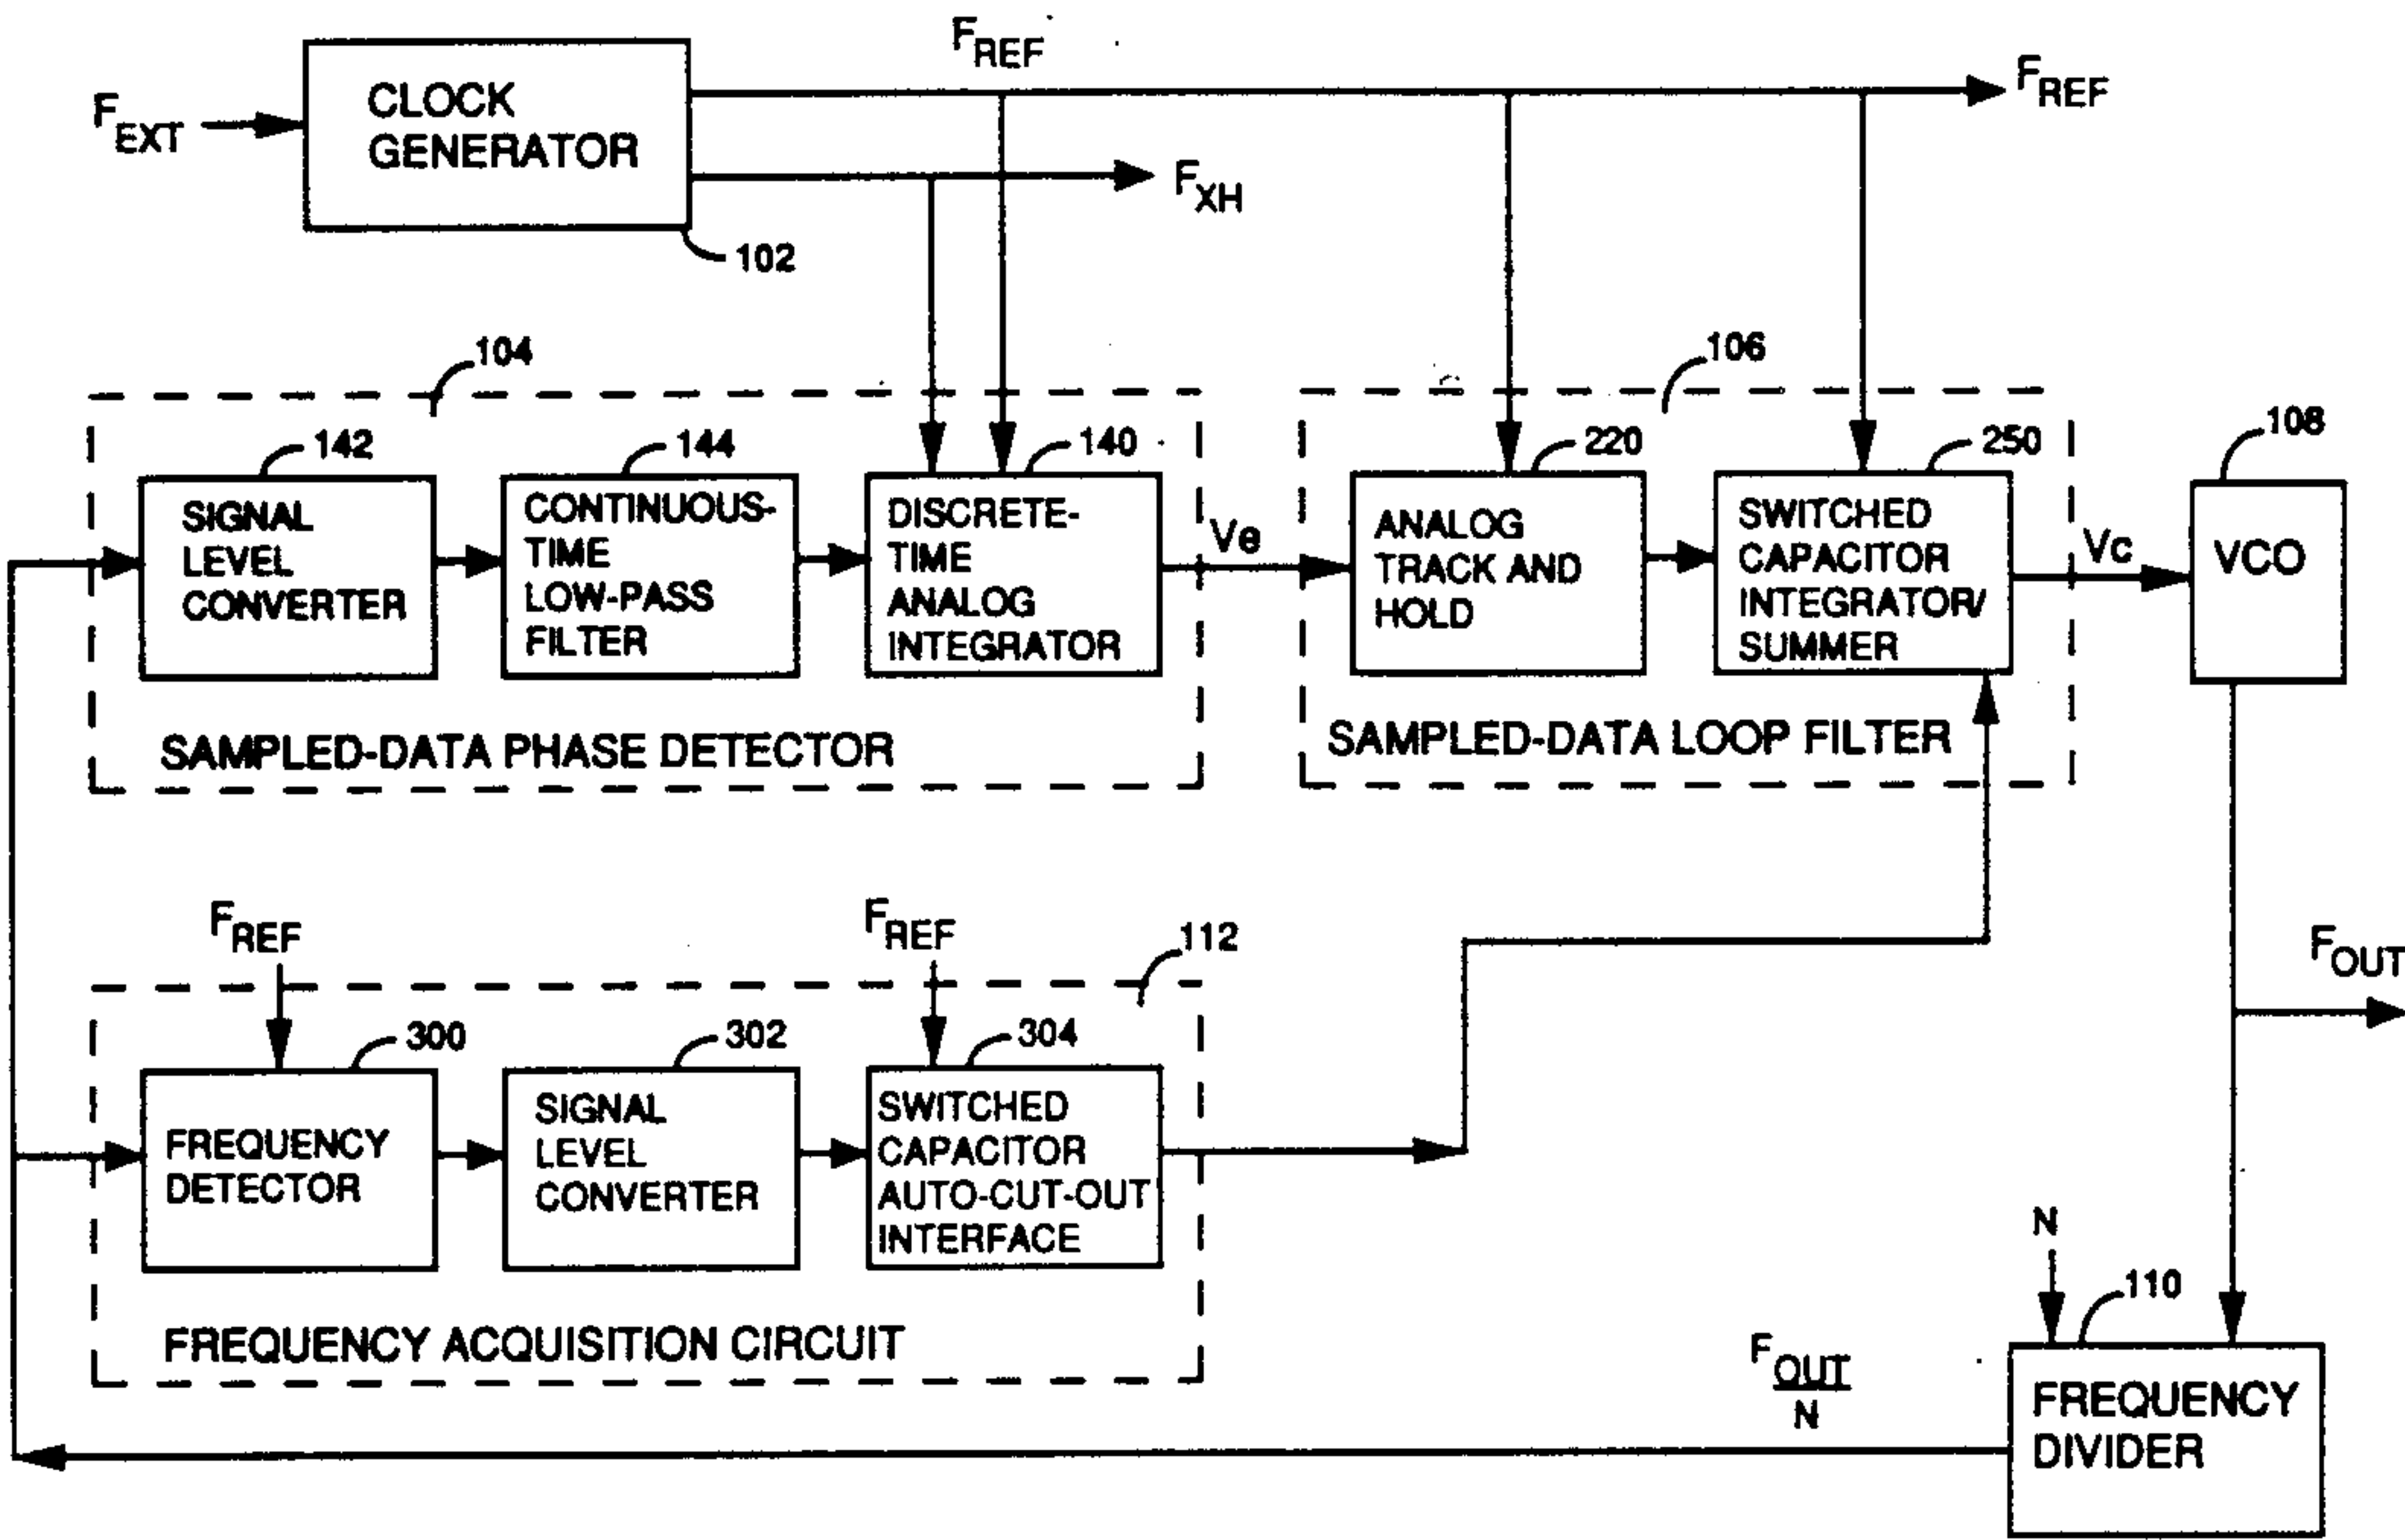 F_REF
F_EXT
CLOCK
GENERATOR
F_REF
F_XH
102
104
106
142
144
140
220
250
108
SIGNAL
LEVEL
CONVERTER
CONTINUOUS-
TIME
LOW-PASS
FILTER
DISCRETE-
TIME
ANALOG
INTEGRATOR
Ve
ANALOG
TRACK AND
HOLD
SWITCHED
CAPACITOR
INTEGRATOR/
SUMMER
Vc
VCO
SAMPLED-DATA PHASE DETECTOR
SAMPLED-DATA LOOP FILTER
F_REF
F_REF
112
F_OUT
300
302
304
FREQUENCY
DETECTOR
SIGNAL
LEVEL
CONVERTER
SWITCHED
CAPACITOR
AUTO-CUT-OUT
INTERFACE
N
110
FREQUENCY ACQUISITION CIRCUIT
F_OUT
N
FREQUENCY
DIVIDER